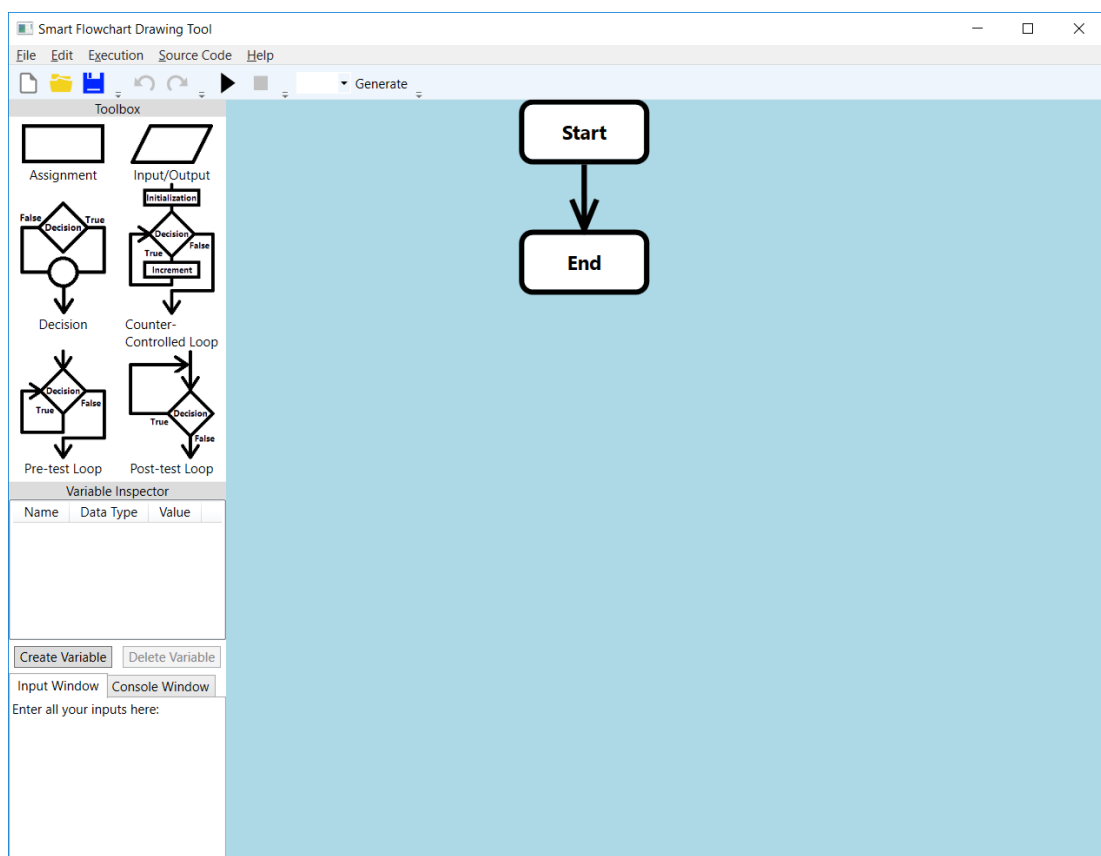 Smart Flowchart Drawing Tool
File Edit Execution Source Code Help
Generate
Toolbox
Assignment
Input/Output
False
Decision
True
Decision
Initialization
Decision
True
False
Increment
Counter-
Controlled Loop
Decision
True
False
Pre-test Loop
Decision
True
False
Post-test Loop
Variable Inspector
Name Data Type Value
Create Variable Delete Variable
Input Window Console Window
Enter all your inputs here:
Start
End